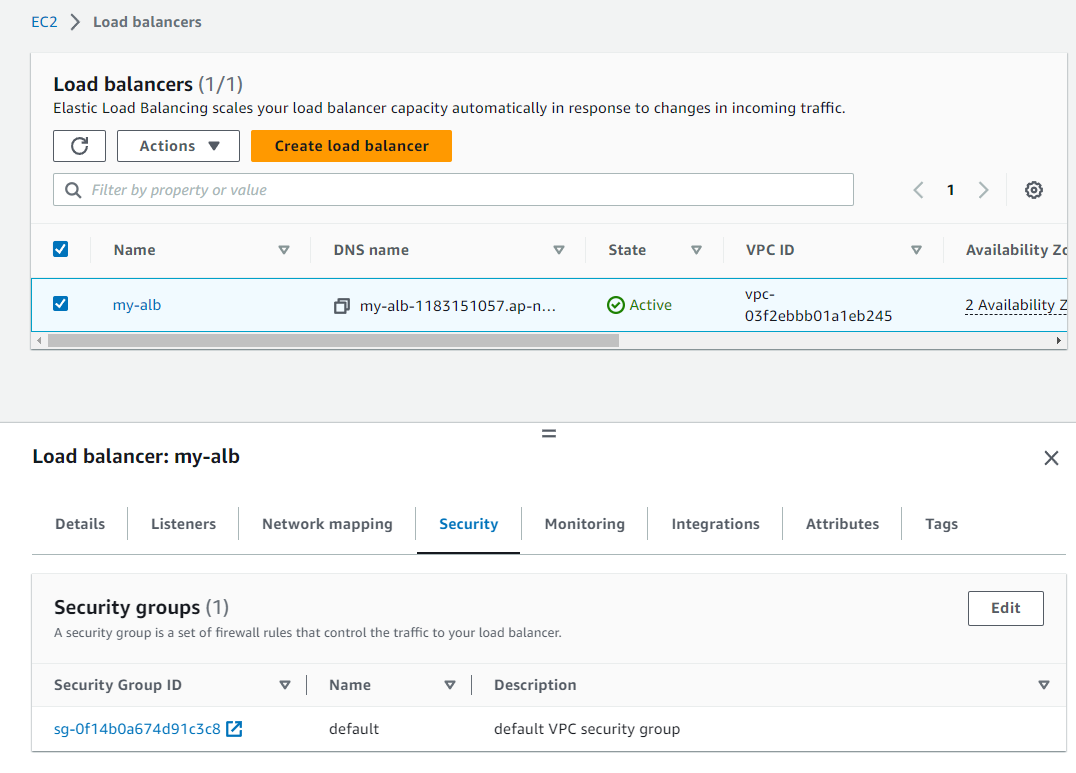 EC2 > Load balancers
Load balancers (1/1)
Elastic Load Balancing scales your load balancer capacity automatically in response to changes in incoming traffic.
Actions Create load balancer
Filter by property or value 1
Name DNS name State VPC ID Availability Zo
my-alb my-alb-1183151057.ap-n... Active vpc-
03f2ebbb01a1eb245 2 Availability Z
Load balancer: my-alb
Details Listeners Network mapping Security Monitoring Integrations Attributes Tags
Security groups (1) Edit
A security group is a set of firewall rules that control the traffic to your load balancer.
Security Group ID Name Description
sg-0f14b0a674d91c3c8 default default VPC security group